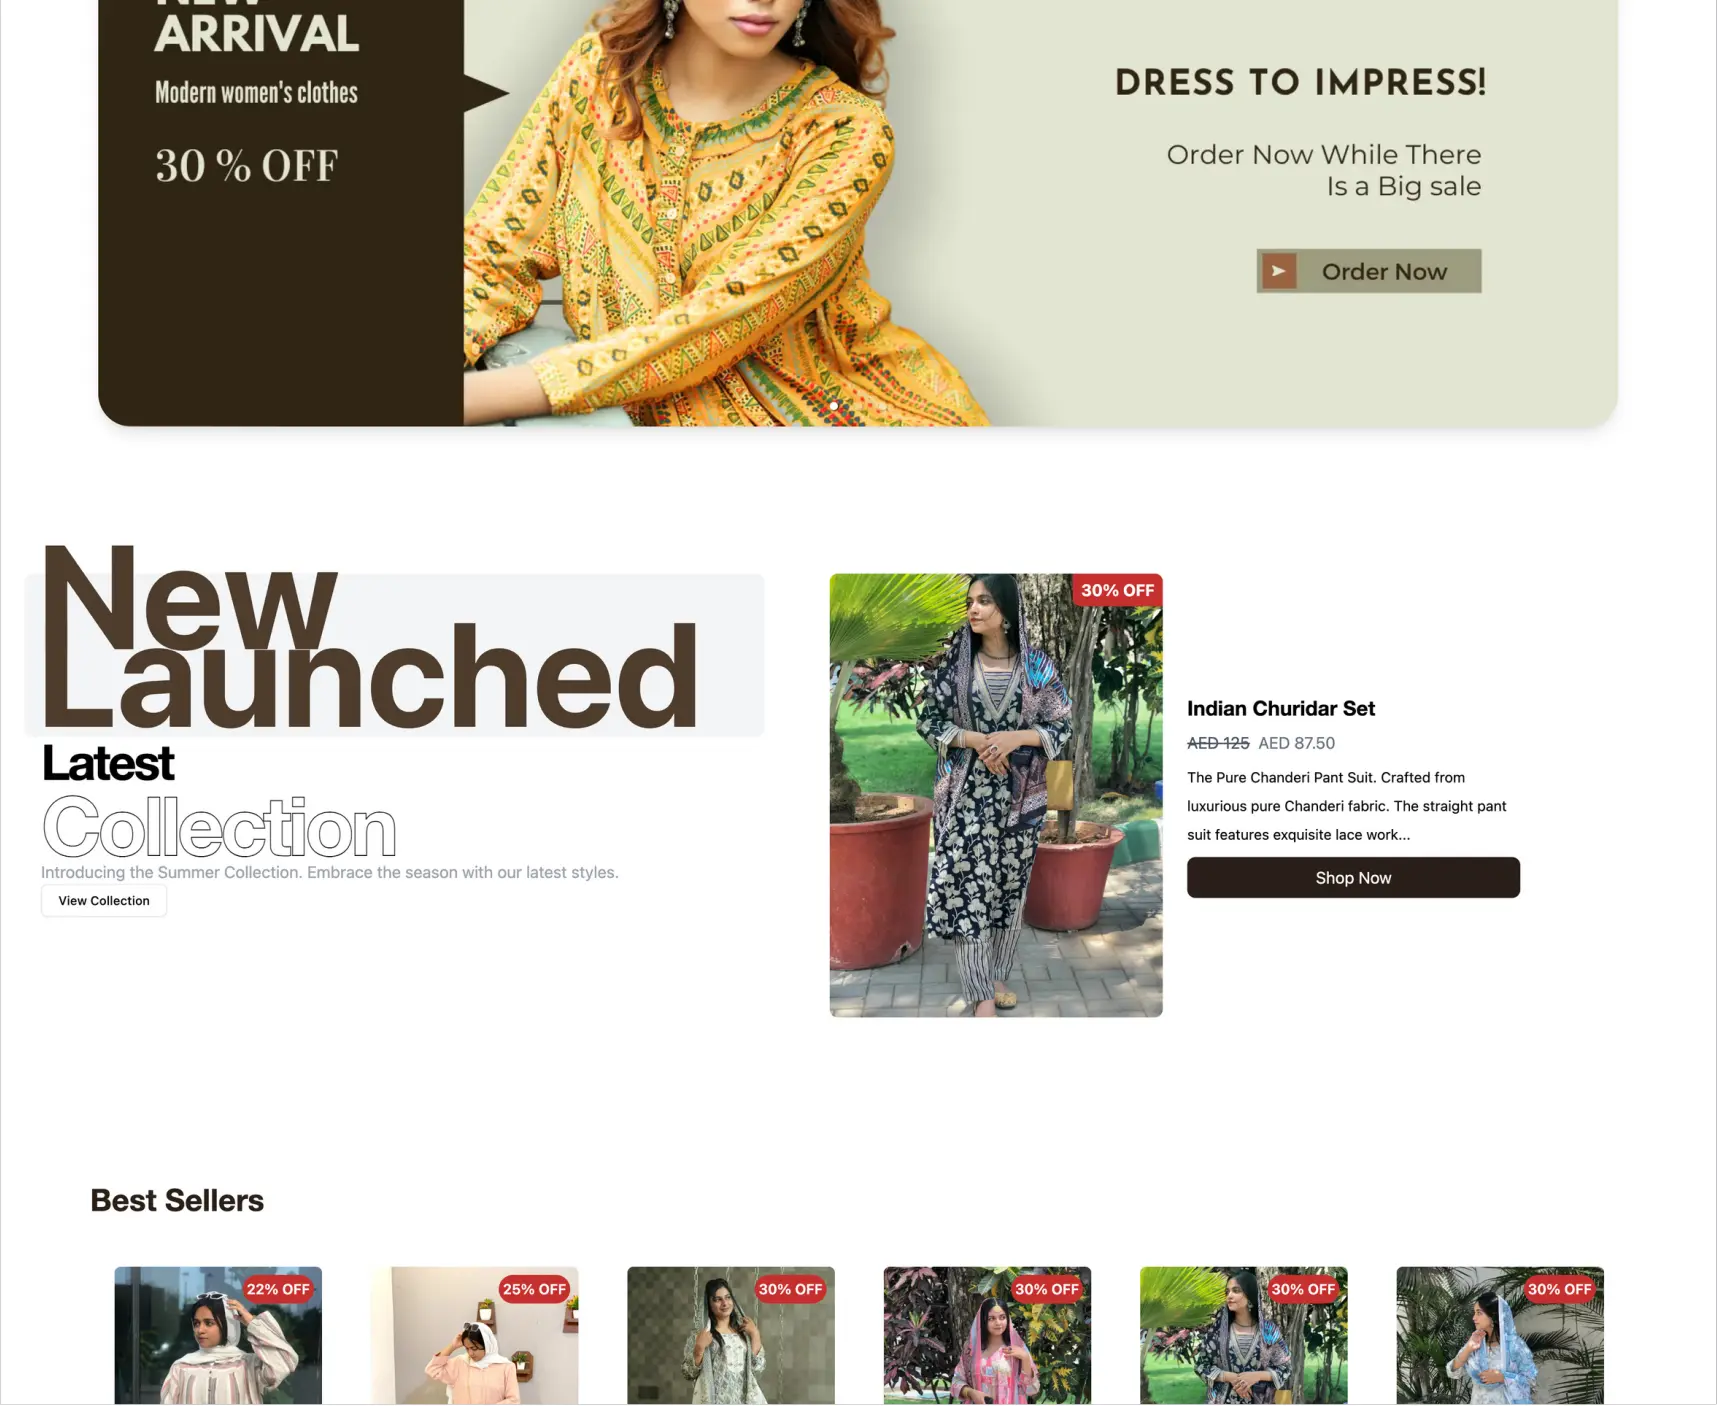 NEW
ARRIVAL
Modern women's clothes
30 % OFF
DRESS TO IMPRESS!
Order Now While There
Is a Big sale
Order Now
New
Launched
Latest
Collection
Introducing the Summer Collection. Embrace the season with our latest styles.
View Collection
30% OFF
Indian Churidar Set
AED 125 AED 87.50
The Pure Chanderi Pant Suit. Crafted from
luxurious pure Chanderi fabric. The straight pant
suit features exquisite lace work...
Shop Now
Best Sellers
22% OFF
25% OFF
30% OFF
30% OFF
30% OFF
30% OFF